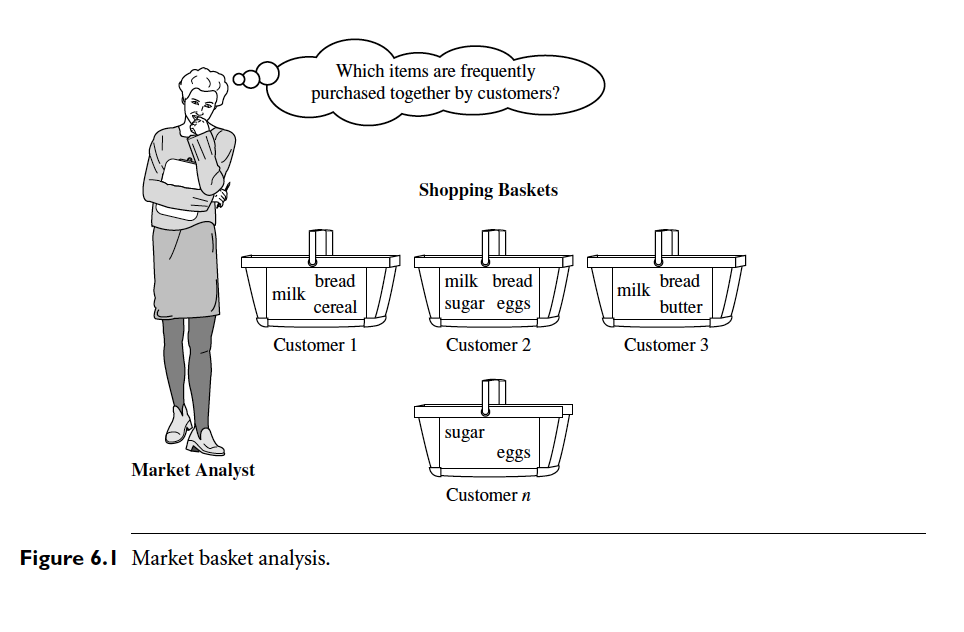 Which items are frequently
purchased together by customers?
Shopping Baskets
milk bread
cereal
milk bread
sugar eggs
milk bread
butter
Customer 1
Customer 2
Customer 3
sugar
eggs
Customer n
Market Analyst
Figure 6.1 Market basket analysis.